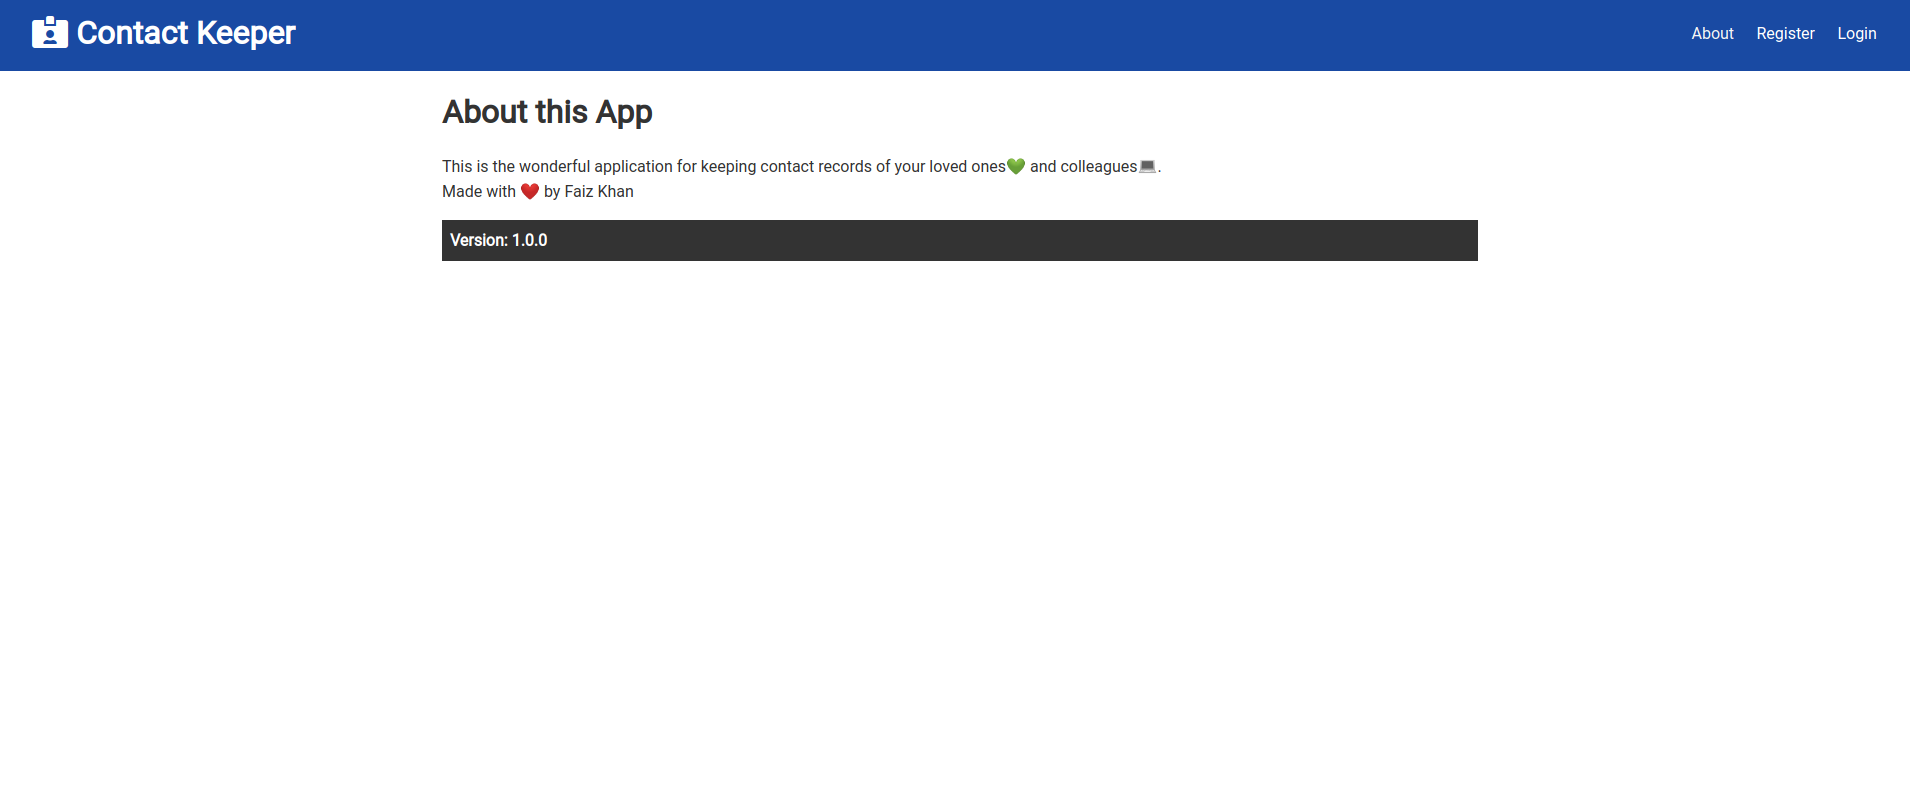 Contact Keeper
About Register Login
About this App
This is the wonderful application for keeping contact records of your loved ones💚 and colleagues💻.
Made with ❤️ by Faiz Khan
Version: 1.0.0